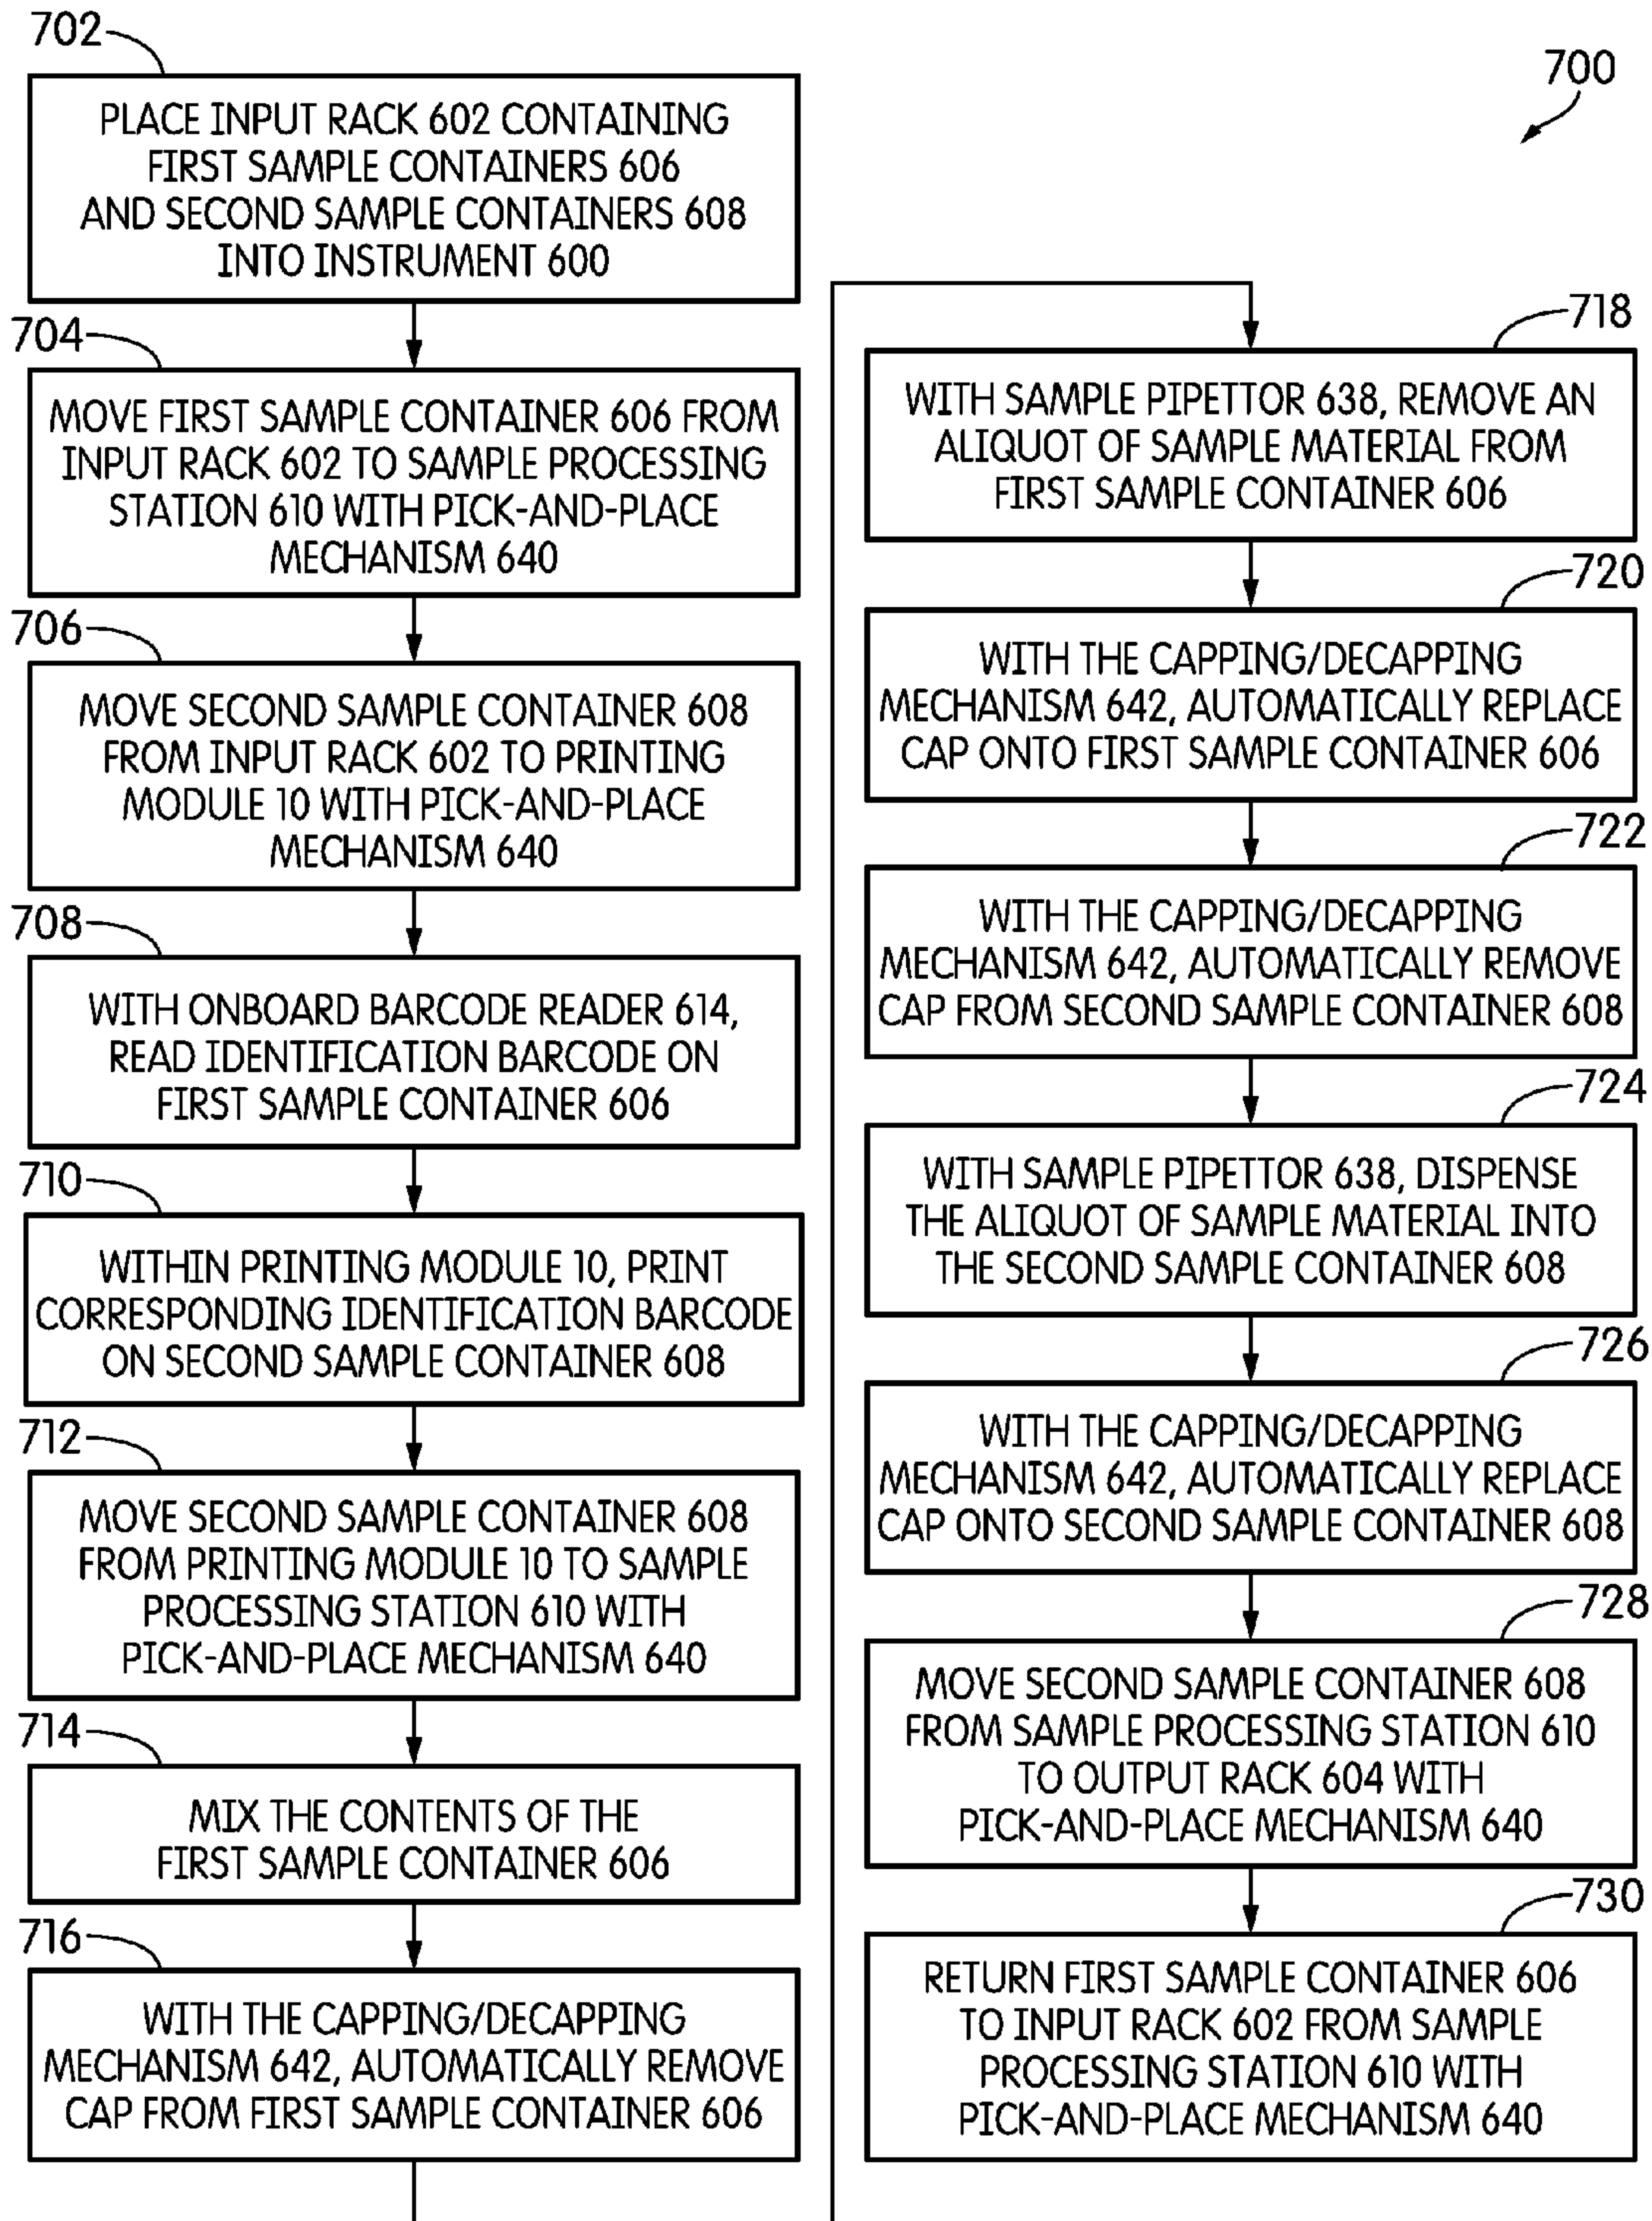 702
PLACE INPUT RACK 602 CONTAINING
FIRST SAMPLE CONTAINERS 606
AND SECOND SAMPLE CONTAINERS 608
INTO INSTRUMENT 600
704
MOVE FIRST SAMPLE CONTAINER 606 FROM
INPUT RACK 602 TO SAMPLE PROCESSING
STATION 610 WITH PICK-AND-PLACE
MECHANISM 640
706
MOVE SECOND SAMPLE CONTAINER 608
FROM INPUT RACK 602 TO PRINTING
MODULE 10 WITH PICK-AND-PLACE
MECHANISM 640
708
WITH ONBOARD BARCODE READER 614,
READ IDENTIFICATION BARCODE ON
FIRST SAMPLE CONTAINER 606
710
WITHIN PRINTING MODULE 10, PRINT
CORRESPONDING IDENTIFICATION BARCODE
ON SECOND SAMPLE CONTAINER 608
712
MOVE SECOND SAMPLE CONTAINER 608
FROM PRINTING MODULE 10 TO SAMPLE
PROCESSING STATION 610 WITH
PICK-AND-PLACE MECHANISM 640
714
MIX THE CONTENTS OF THE
FIRST SAMPLE CONTAINER 606
716
WITH THE CAPPING/DECAPPING
MECHANISM 642, AUTOMATICALLY REMOVE
CAP FROM FIRST SAMPLE CONTAINER 606
700
718
WITH SAMPLE PIPETTOR 638, REMOVE AN
ALIQUOT OF SAMPLE MATERIAL FROM
FIRST SAMPLE CONTAINER 606
720
WITH THE CAPPING/DECAPPING
MECHANISM 642, AUTOMATICALLY REPLACE
CAP ONTO FIRST SAMPLE CONTAINER 606
722
WITH THE CAPPING/DECAPPING
MECHANISM 642, AUTOMATICALLY REMOVE
CAP FROM SECOND SAMPLE CONTAINER 608
724
WITH SAMPLE PIPETTOR 638, DISPENSE
THE ALIQUOT OF SAMPLE MATERIAL INTO
THE SECOND SAMPLE CONTAINER 608
726
WITH THE CAPPING/DECAPPING
MECHANISM 642, AUTOMATICALLY REPLACE
CAP ONTO SECOND SAMPLE CONTAINER 608
728
MOVE SECOND SAMPLE CONTAINER 608
FROM SAMPLE PROCESSING STATION 610
TO OUTPUT RACK 604 WITH
PICK-AND-PLACE MECHANISM 640
730
RETURN FIRST SAMPLE CONTAINER 606
TO INPUT RACK 602 FROM SAMPLE
PROCESSING STATION 610 WITH
PICK-AND-PLACE MECHANISM 640